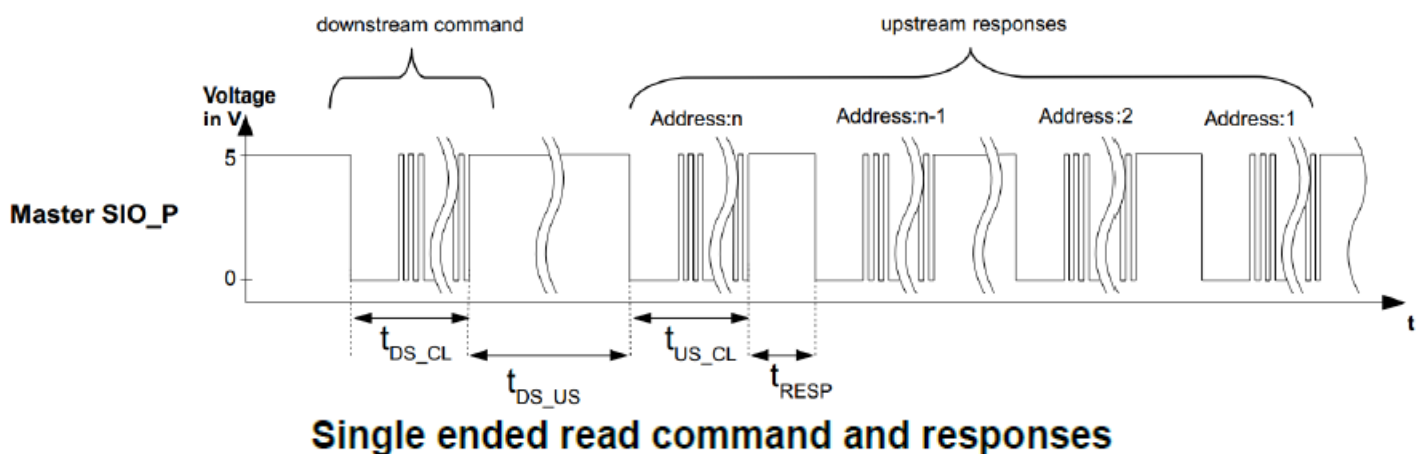 downstream command
upstream responses
Voltage
in V
Address:n
Address:n-1
Address:2
Address:1
5
Master SIO_P
0
t
tDS_CL
tUS_CL
tDS_US
tRESP
Single ended read command and responses